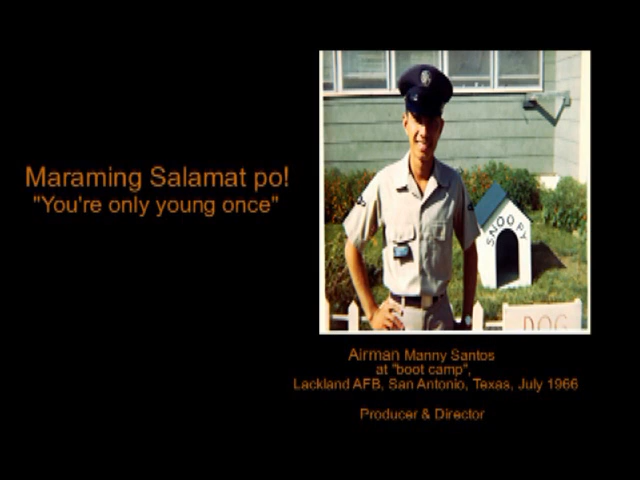 Maraming Salamat po!
"You're only young once"
SNOOPY
DOG
Airman Manny Santos
at "boot camp",
Lackland AFB, San Antonio, Texas, July 1966
Producer & Director